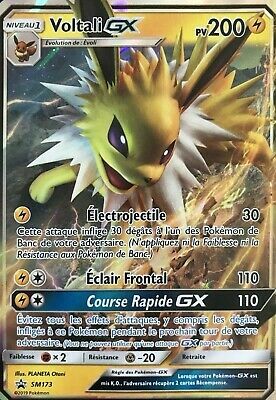 NIVEAU 1 Voltali GX PV 200
Évolution de : Évoli
Électrojectile 30
Cette attaque inflige 30 dégâts à l'un des Pokémon de
Banc de votre adversaire. (N'appliquez ni la Faiblesse ni
la Résistance aux Pokémon de Banc.)
Éclair Frontal 110
Course Rapide GX 110
Évitez tous les effets d'attaques, y compris les dégâts,
infligés à ce Pokémon pendant le prochain tour de votre
adversaire.
Faiblesse ×2 Résistance -20 Retraite
Illus. PLANETA Otani
SM173
©2019 Pokémon
Règle des Pokémon-GX
Lorsque votre Pokémon-GX est
mis K.O., l'adversaire récupère 2 cartes Récompense.